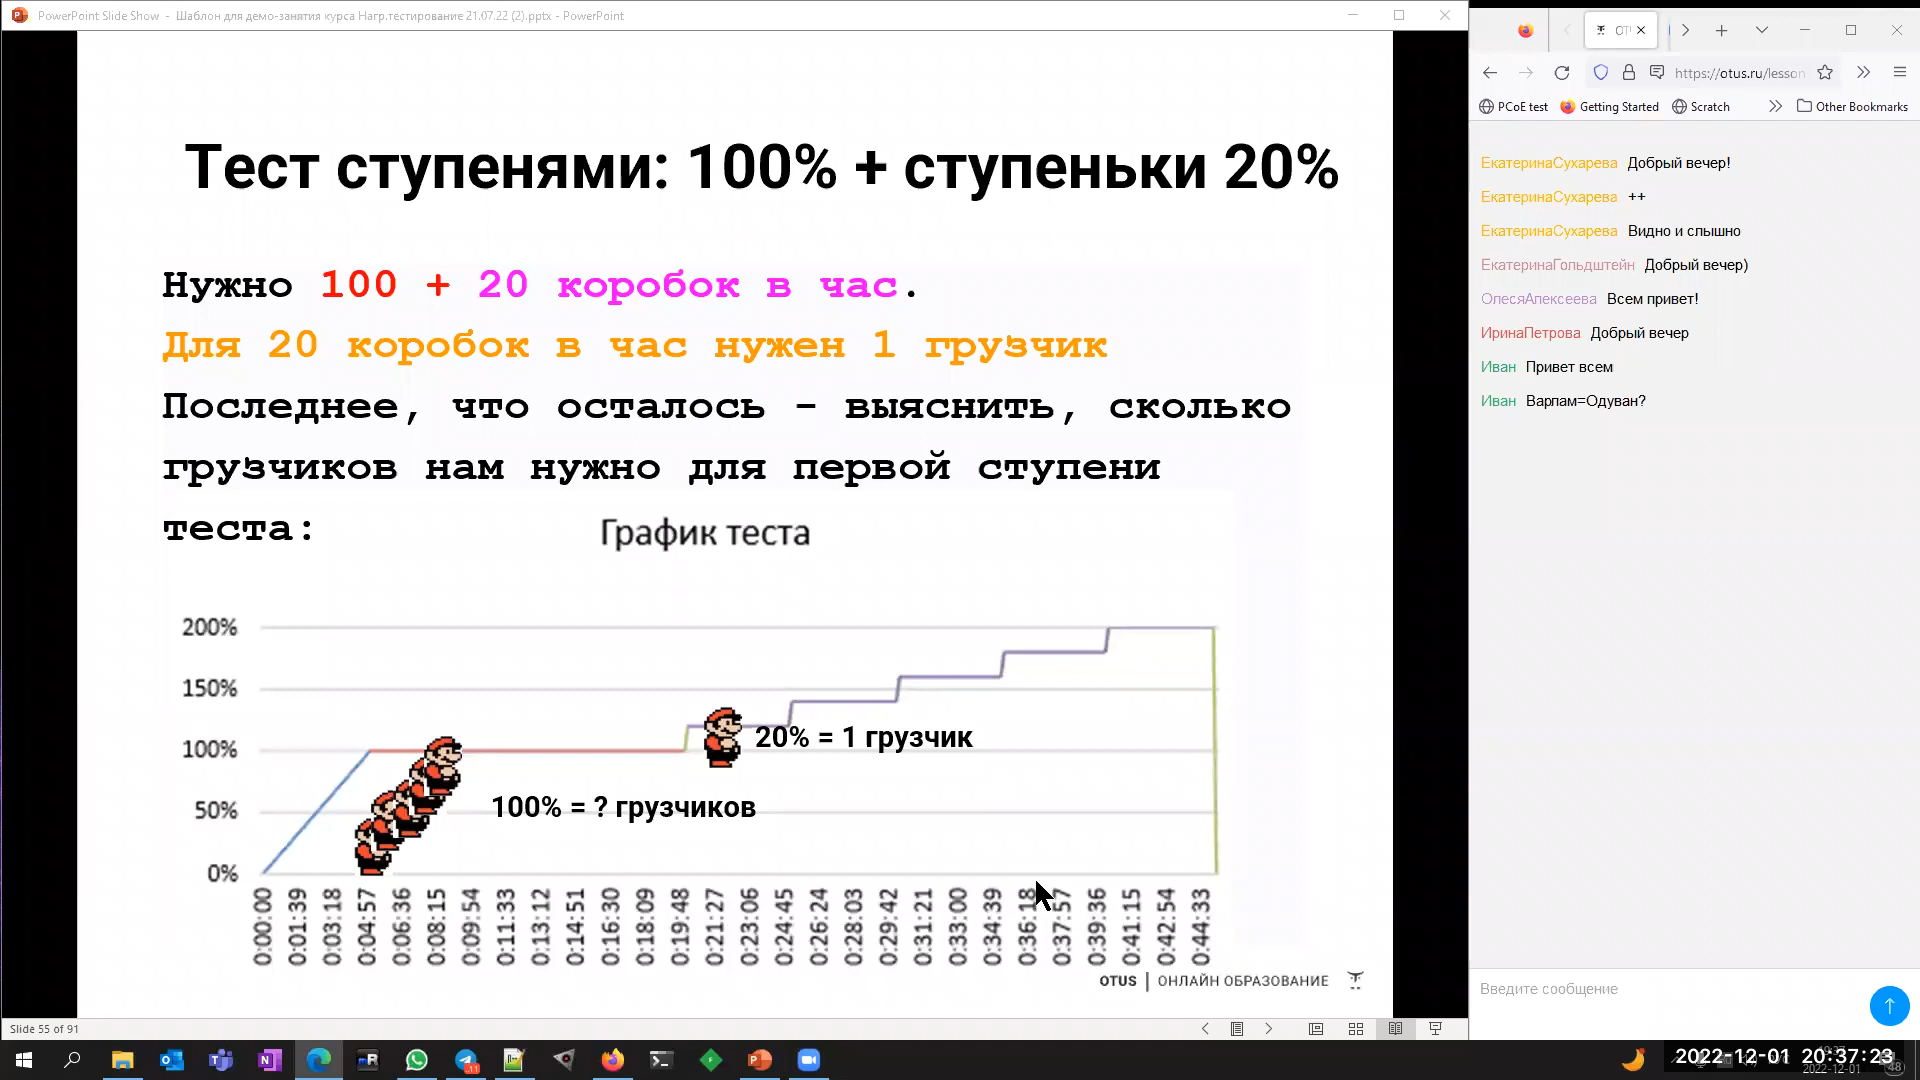 PowerPoint Slide Show - Шаблон для демо-занятия курса Нагр.тестирование 21.07.22 (2).pptx - PowerPoint
Тест ступенями: 100% + ступеньки 20%
Нужно 100 + 20 коробок в час.
Для 20 коробок в час нужен 1 грузчик
Последнее, что осталось – выяснить, сколько
грузчиков нам нужно для первой ступени
теста:
График теста
200%
150%
100%
50%
0%
20% = 1 грузчик
100% = ? грузчиков
0:00:00
0:01:39
0:03:18
0:04:57
0:06:36
0:08:15
0:09:54
0:11:33
0:13:12
0:14:51
0:16:30
0:18:09
0:19:48
0:21:27
0:23:06
0:24:45
0:26:24
0:28:03
0:29:42
0:31:21
0:33:00
0:34:39
0:36:18
0:37:57
0:39:36
0:41:15
0:42:54
0:44:33
OTUS | ОНЛАЙН ОБРАЗОВАНИЕ
Slide 55 of 91
https://otus.ru/lesson
PCoE test
Getting Started
Scratch
Other Bookmarks
ЕкатеринаСухарева Добрый вечер!
ЕкатеринаСухарева ++
ЕкатеринаСухарева Видно и слышно
ЕкатеринаГольдштейн Добрый вечер)
ОлесяАлексеева Всем привет!
ИринаПетрова Добрый вечер
Иван Привет всем
Иван Варлам=Одуван?
Введите сообщение
2022-12-01 20:37:23
2022-12-01
48